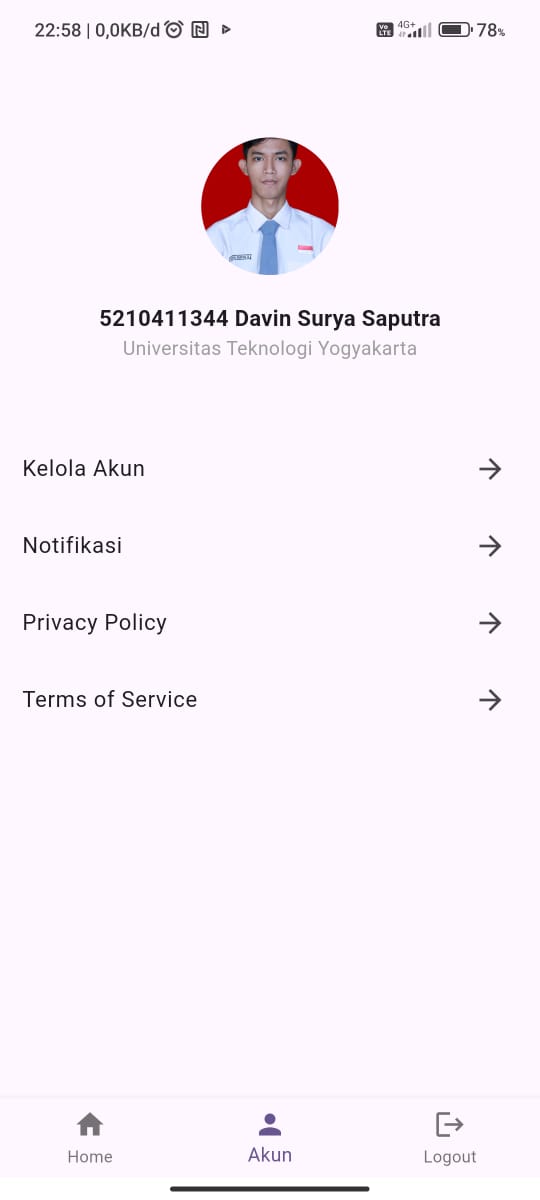 22:58 | 0,0KB/d
Vo LTE 4G+ 78%
5210411344 Davin Surya Saputra
Universitas Teknologi Yogyakarta
Kelola Akun
Notifikasi
Privacy Policy
Terms of Service
Home
Akun
Logout